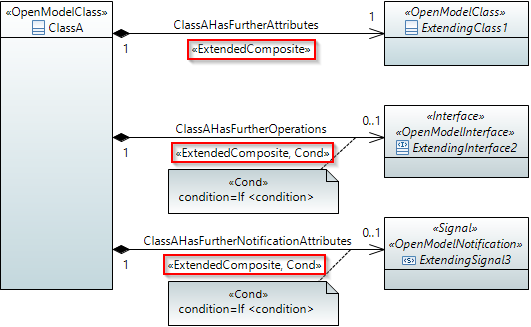 «OpenModelClass»
ClassA
ClassAHasFurtherAttributes
1
1
«ExtendedComposite»
«OpenModelClass»
ExtendingClass1
ClassAHasFurtherOperations
0..1
1
«ExtendedComposite, Cond»
«Interface»
«OpenModelInterface»
ExtendingInterface2
«Cond»
condition=If <condition>
ClassAHasFurtherNotificationAttributes
0..1
1
«ExtendedComposite, Cond»
«Signal»
«OpenModelNotification»
ExtendingSignal3
«Cond»
condition=If <condition>